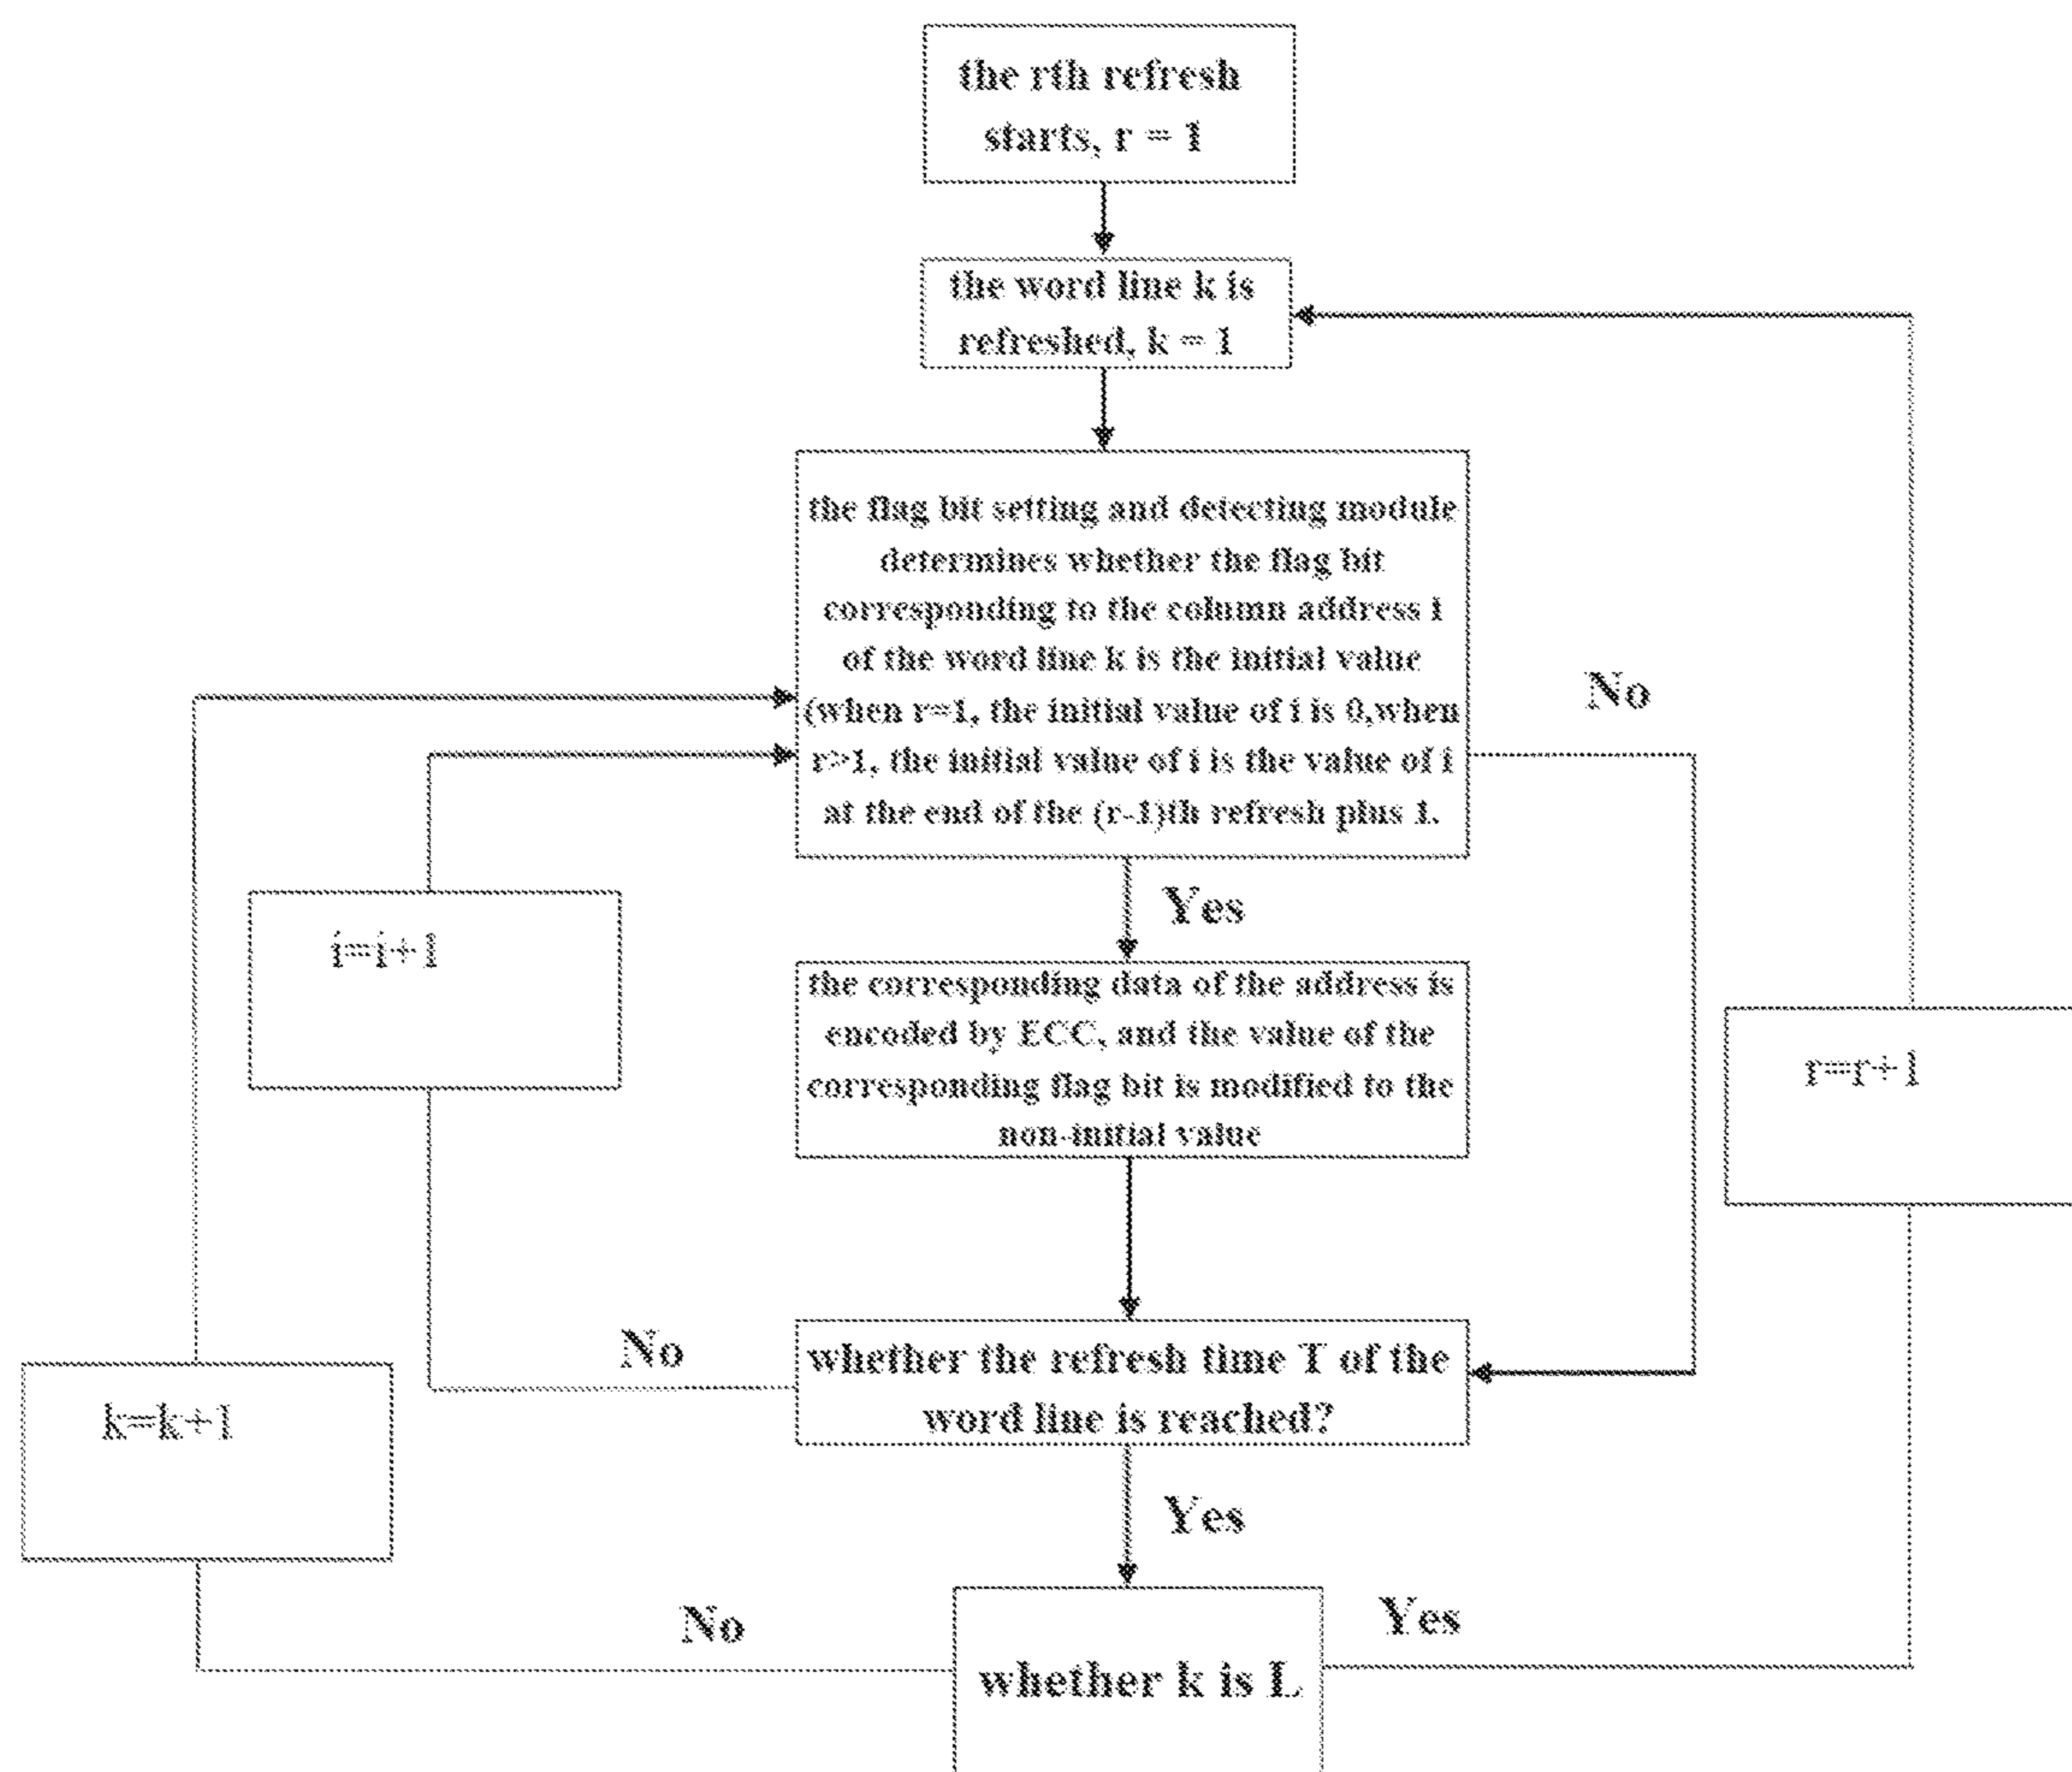 the rth refresh
starts, r = 1
the word line k is
refreshed, k = 1
the flag bit setting and detecting module
determines whether the flag bit
corresponding to the column address i
of the word line k is the initial value
(when r=1, the initial value of i is 0,when
r>1, the initial value of i is the value of i
at the end of the (r-1)th refresh plus 1.
No
Yes
i=i+1
the corresponding data of the address is
encoded by ECC, and the value of the
corresponding flag bit is modified to the
non-initial value
r=r+1
No
whether the refresh time T of the
word line is reached?
k=k+1
Yes
No
Yes
whether k is L